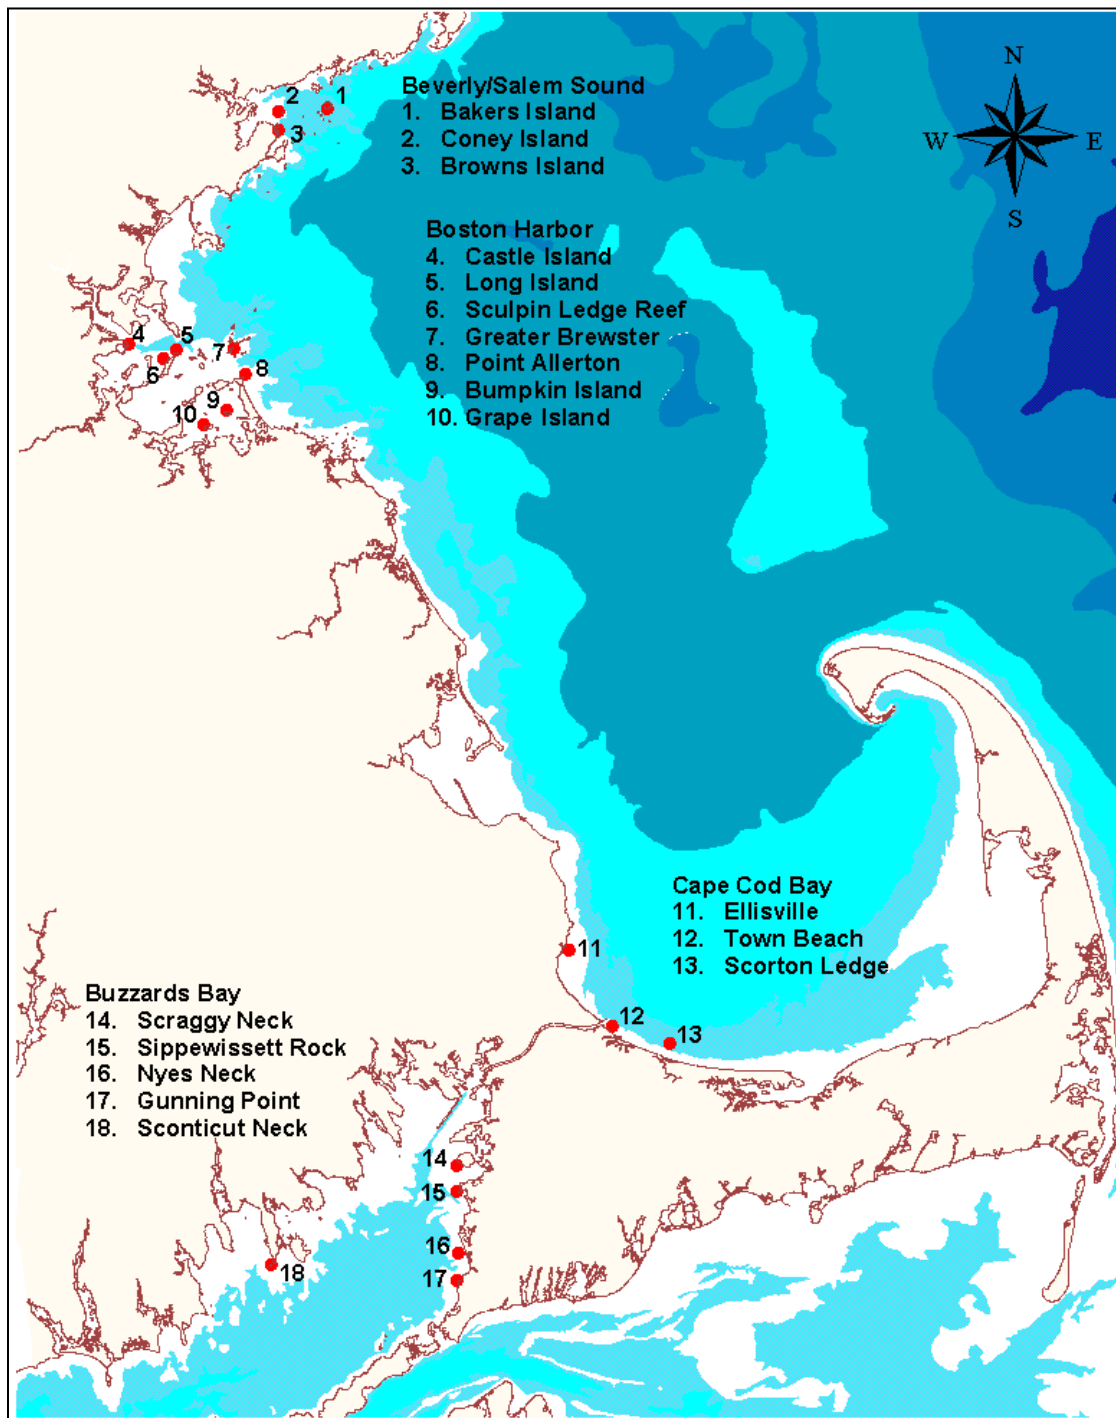 N
W E
S
Beverly/Salem Sound
1. Bakers Island
2. Coney Island
3. Browns Island
2 1
3
Boston Harbor
4. Castle Island
5. Long Island
6. Sculpin Ledge Reef
7. Greater Brewster
8. Point Allerton
9. Bumpkin Island
10. Grape Island
4 5 7
6
8
9
10
Cape Cod Bay
11. Ellisville
12. Town Beach
13. Scorton Ledge
11
12
13
Buzzards Bay
14. Scraggy Neck
15. Sippewissett Rock
16. Nyes Neck
17. Gunning Point
18. Sconticut Neck
14
15
16
18
17